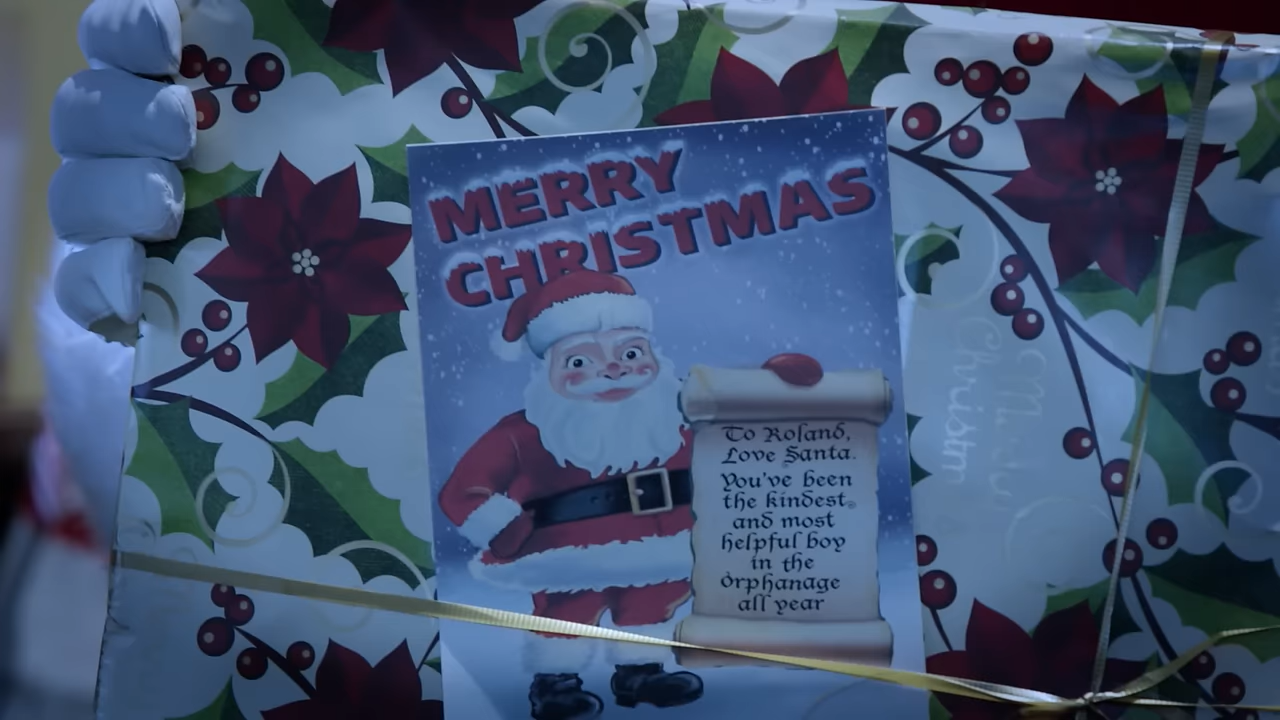 MERRY
CHRISTMAS
To Roland,
Love Santa.
You've been
the kindest
and most
helpful boy
in the
orphanage
all year